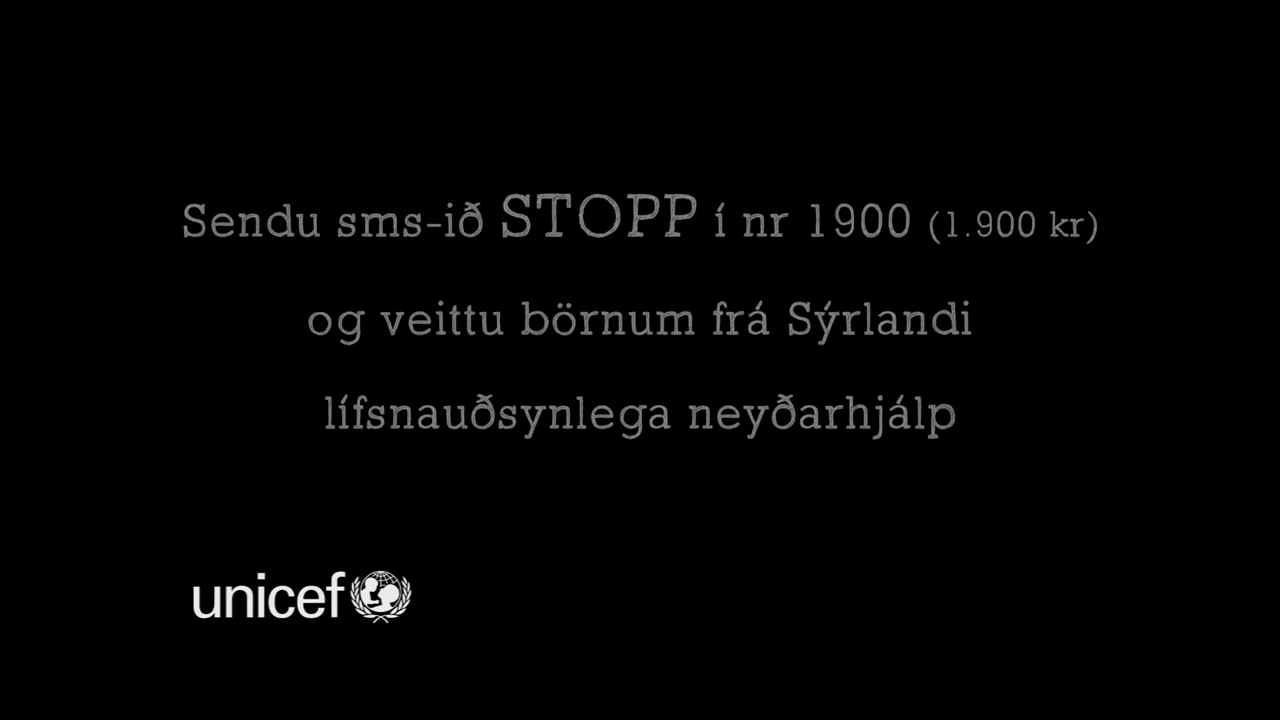 Sendu sms-ið STOPP í nr 1900 (1.900 kr)
og veittu börnum frá Sýrlandi
lífsnauðsynlega neyðarhjálp
unicef